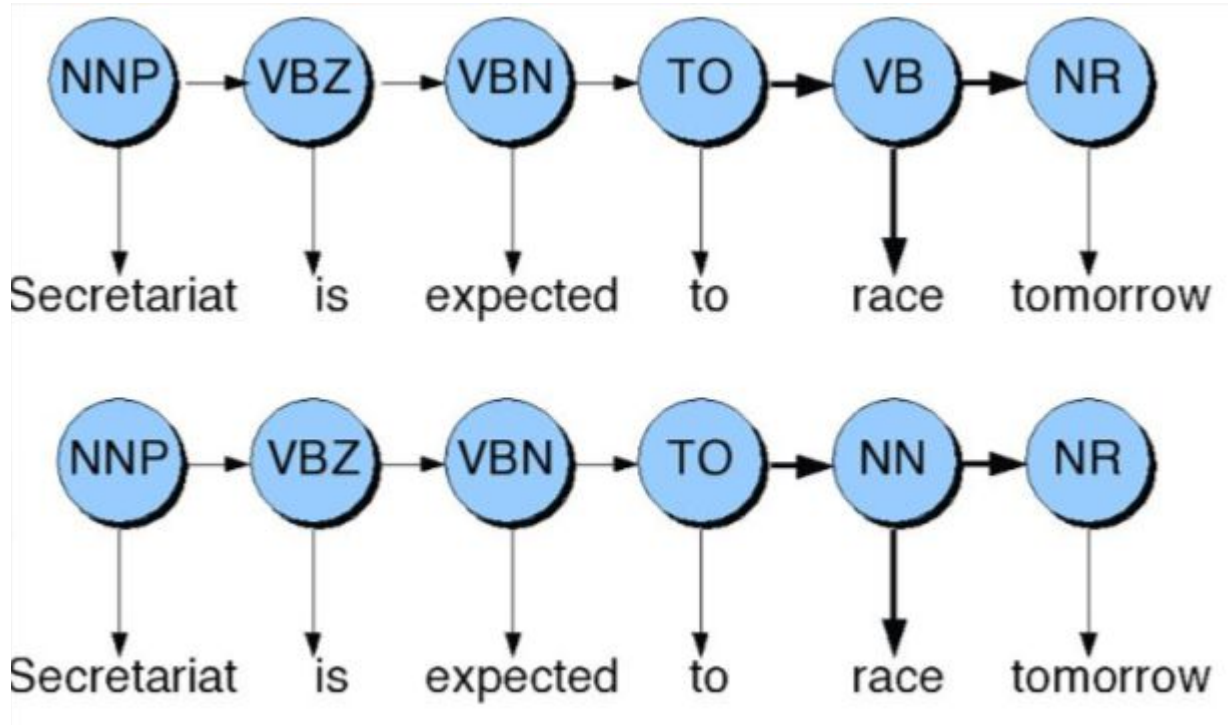 NNP VBZ VBN TO VB NR
Secretariat is expected to race tomorrow
NNP VBZ VBN TO NN NR
Secretariat is expected to race tomorrow